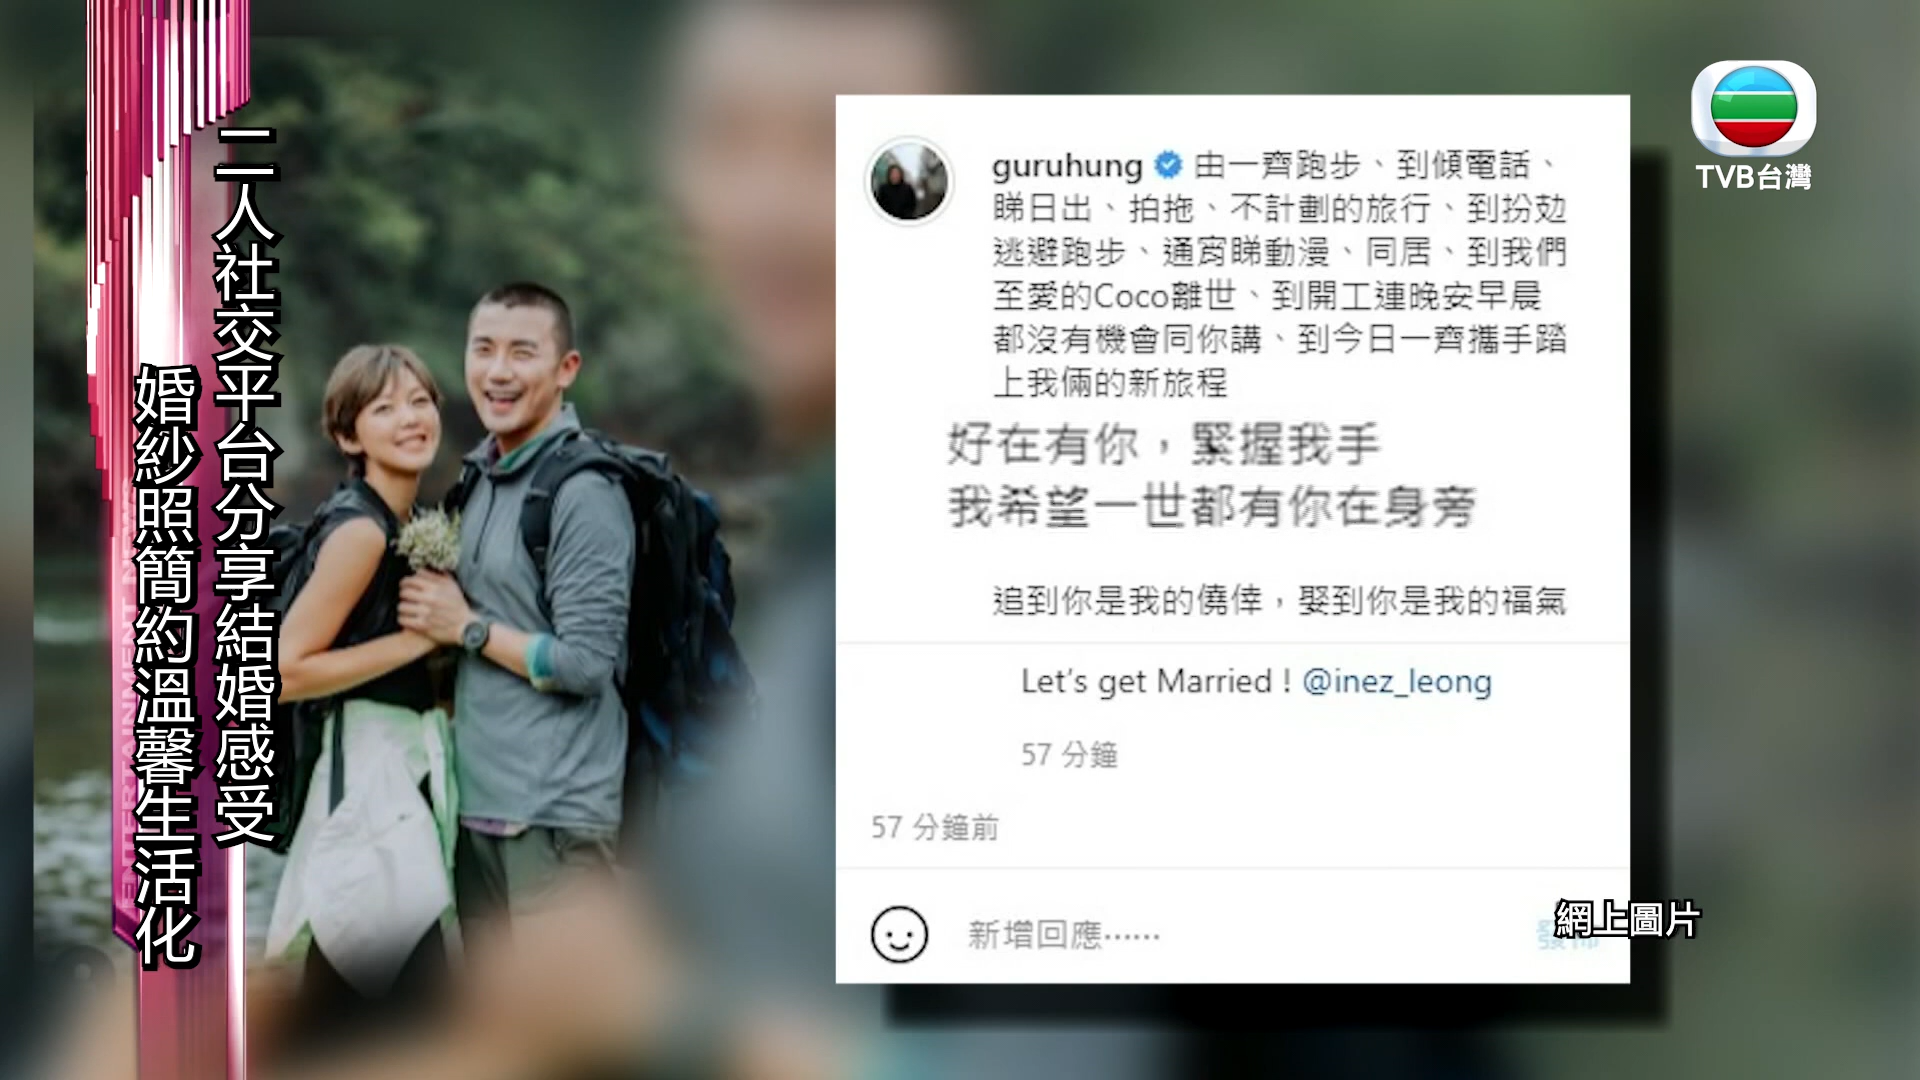 二人社交平台分享結婚感受
婚紗照簡約溫馨生活化
ENTERTAINMENT NEWS
guruhung 由一齊跑步、到傾電話、
睇日出、拍拖、不計劃的旅行、到扮攰
逃避跑步、通宵睇動漫、同居、到我們
至愛的Coco離世、到開工連晚安早晨
都沒有機會同你講、到今日一齊攜手踏
上我倆的新旅程
好在有你，緊握我手
我希望一世都有你在身旁
追到你是我的僥倖，娶到你是我的福氣
Let's get Married ! @inez_leong
57 分鐘
57 分鐘前
新增回應……
發佈
網上圖片
TVB台灣